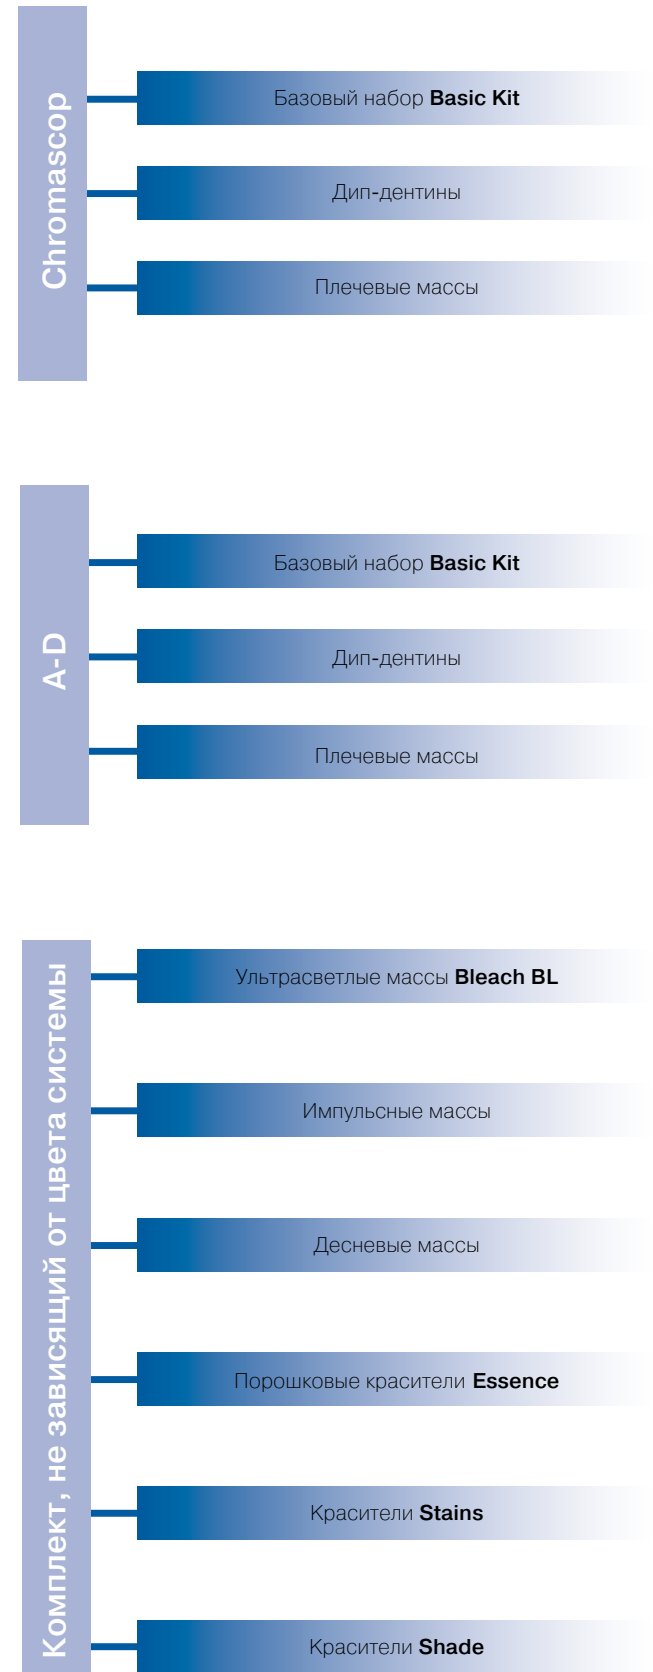 Chromascop
Базовый набор Basic Kit
Дип-дентины
Плечевые массы
A-D
Базовый набор Basic Kit
Дип-дентины
Плечевые массы
Комплект, не зависящий от цвета системы
Ультрасветлые массы Bleach BL
Импульсные массы
Десневые массы
Порошковые красители Essence
Красители Stains
Красители Shade